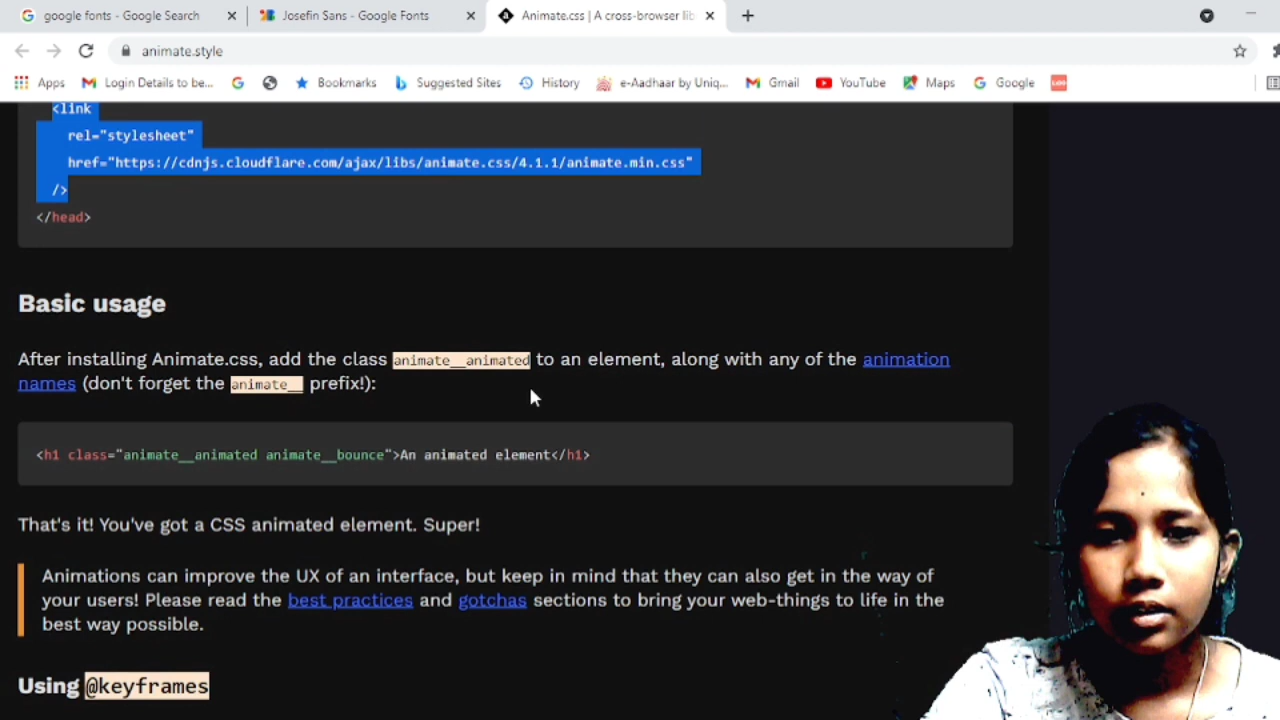 google fonts - Google Search
Josefin Sans - Google Fonts
Animate.css | A cross-browser lib
animate.style
Apps
Login Details to be...
Bookmarks
Suggested Sites
History
e-Aadhaar by Uniq...
Gmail
YouTube
Maps
Google
<link
rel="stylesheet"
href="https://cdnjs.cloudflare.com/ajax/libs/animate.css/4.1.1/animate.min.css"
/>
</head>
Basic usage
After installing Animate.css, add the class animate__animated to an element, along with any of the animation
names (don't forget the animate__ prefix!):
<h1 class="animate__animated animate__bounce">An animated element</h1>
That's it! You've got a CSS animated element. Super!
Animations can improve the UX of an interface, but keep in mind that they can also get in the way of
your users! Please read the best practices and gotchas sections to bring your web-things to life in the
best way possible.
Using @keyframes